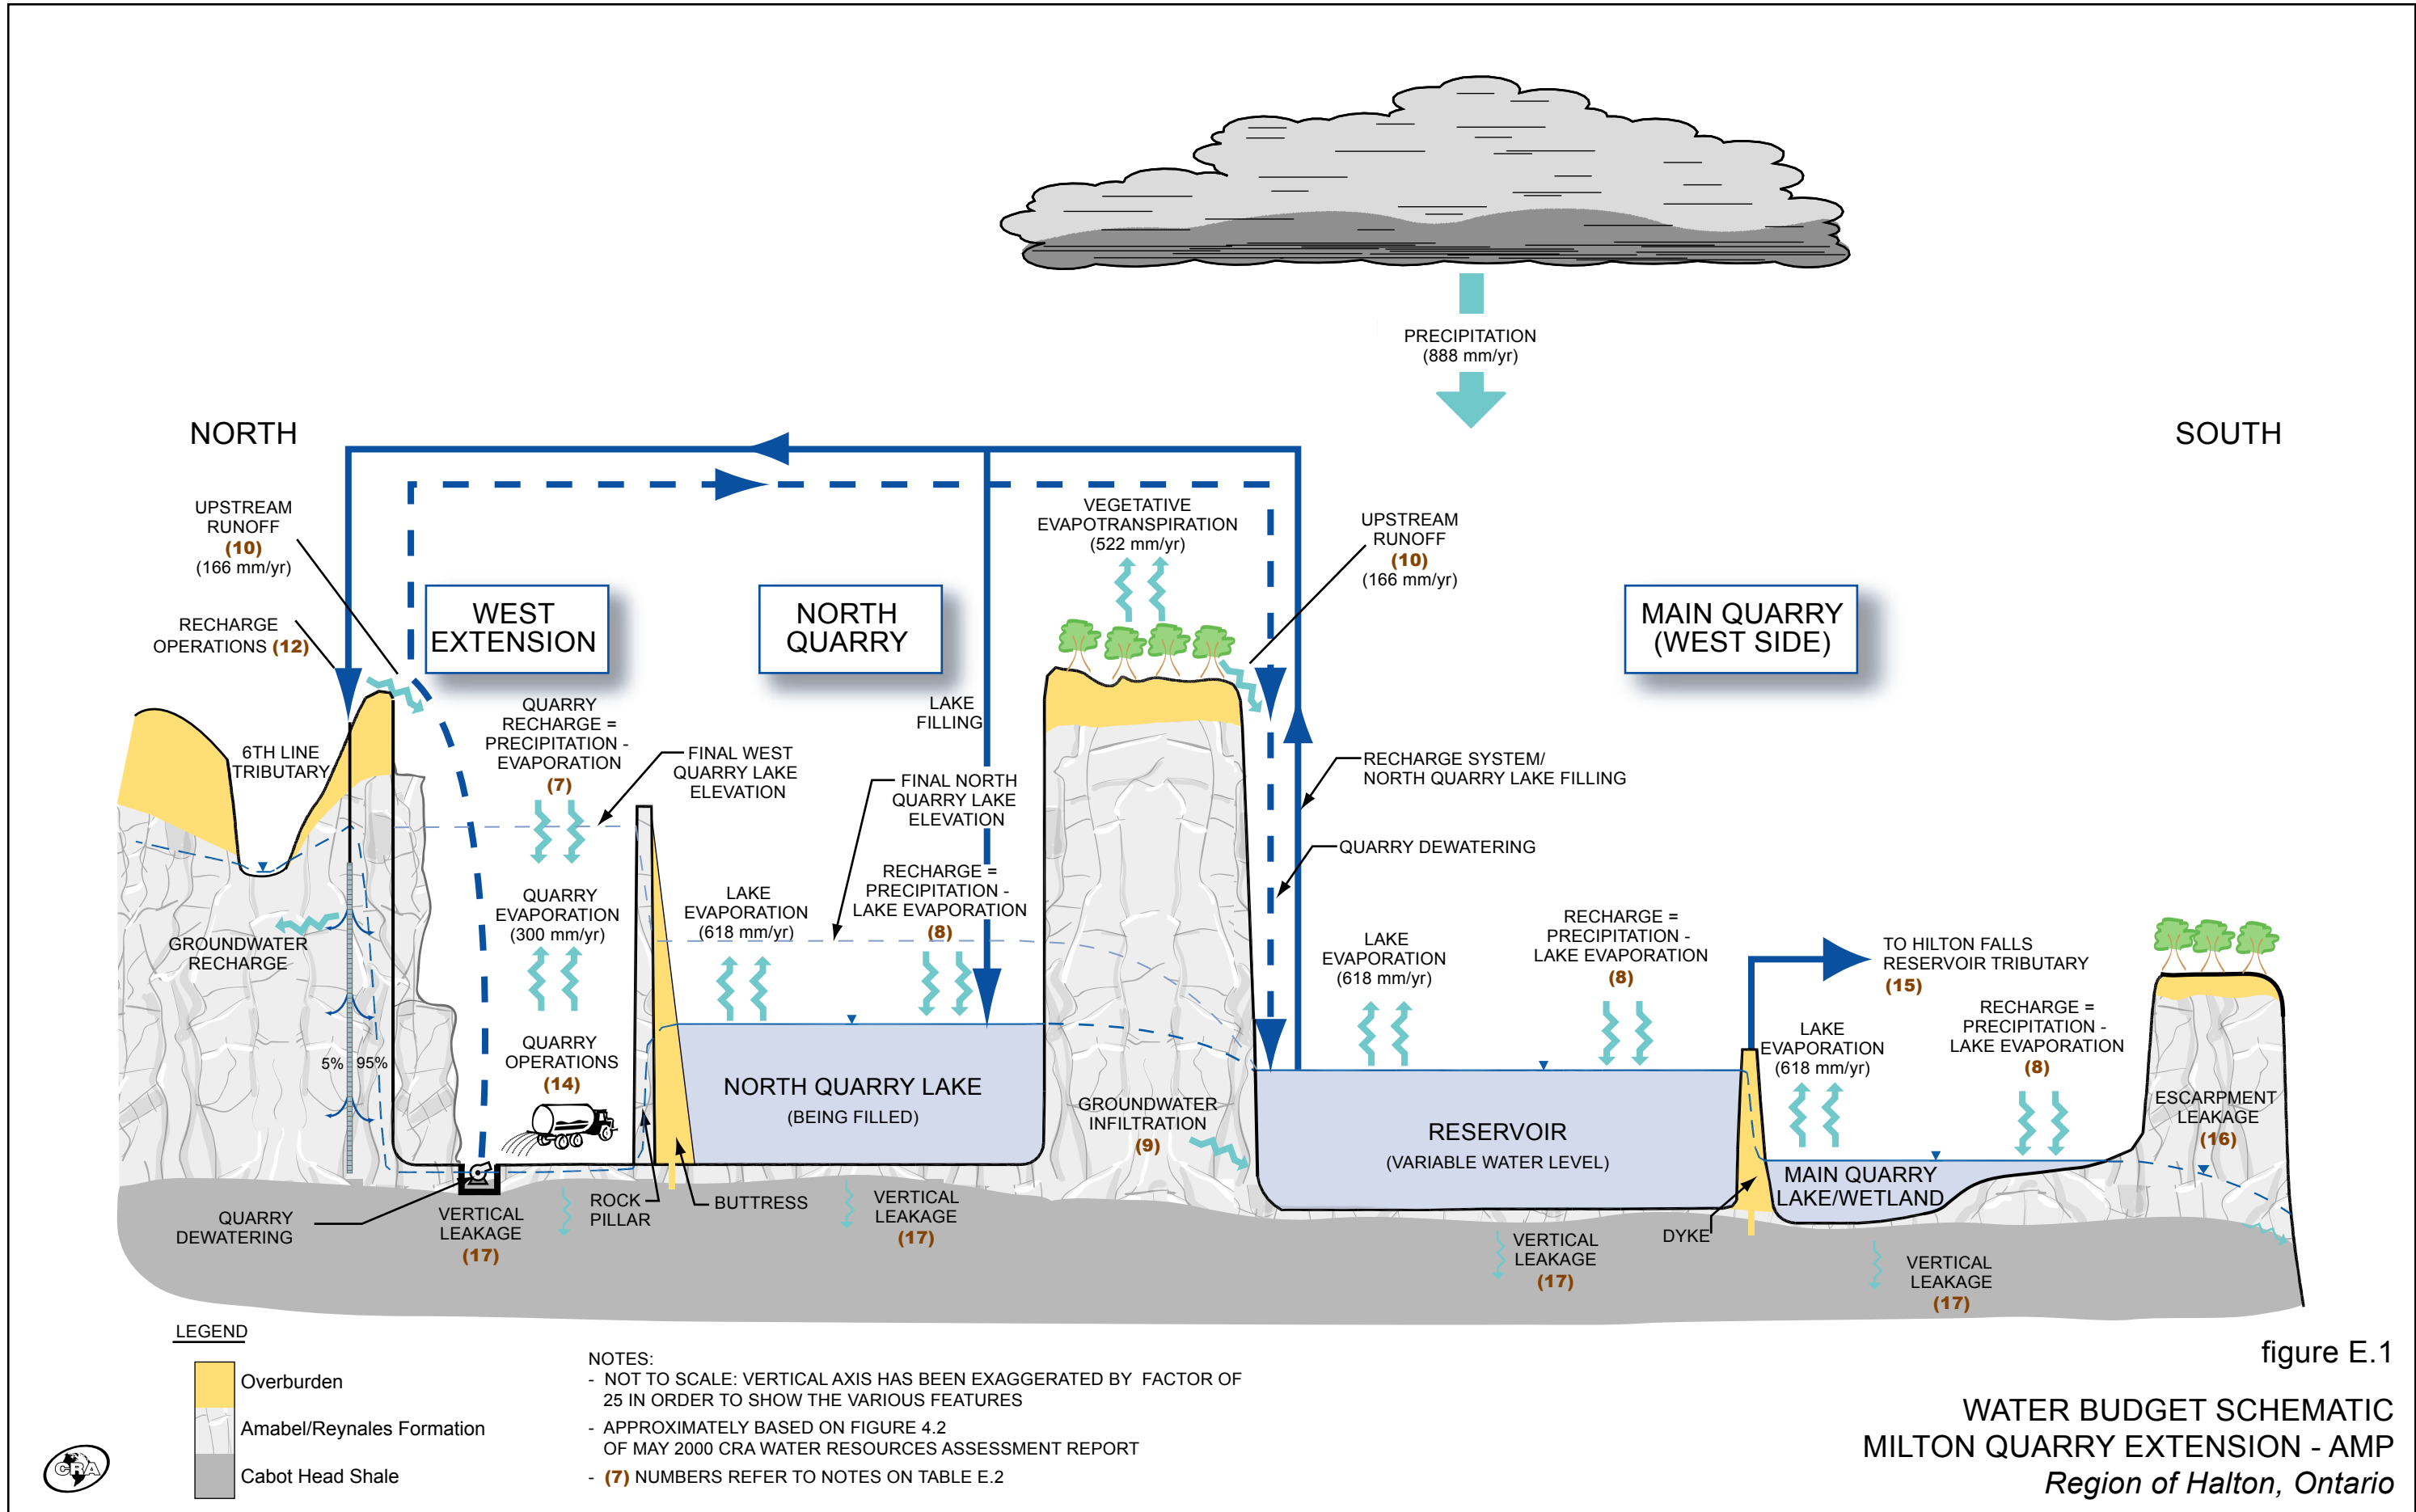 PRECIPITATION
(888 mm/yr)
NORTH
SOUTH
UPSTREAM
RUNOFF
(10)
(166 mm/yr)
RECHARGE
OPERATIONS (12)
WEST
EXTENSION
NORTH
QUARRY
VEGETATIVE
EVAPOTRANSPIRATION
(522 mm/yr)
UPSTREAM
RUNOFF
(10)
(166 mm/yr)
MAIN QUARRY
(WEST SIDE)
6TH LINE
TRIBUTARY
QUARRY
RECHARGE =
PRECIPITATION -
EVAPORATION
(7)
FINAL WEST
QUARRY LAKE
ELEVATION
LAKE
FILLING
FINAL NORTH
QUARRY LAKE
ELEVATION
RECHARGE SYSTEM/
NORTH QUARRY LAKE FILLING
QUARRY DEWATERING
GROUNDWATER
RECHARGE
5%
95%
QUARRY
EVAPORATION
(300 mm/yr)
LAKE
EVAPORATION
(618 mm/yr)
RECHARGE =
PRECIPITATION -
LAKE EVAPORATION
(8)
QUARRY
OPERATIONS
(14)
NORTH QUARRY LAKE
(BEING FILLED)
GROUNDWATER
INFILTRATION
(9)
LAKE
EVAPORATION
(618 mm/yr)
RECHARGE =
PRECIPITATION -
LAKE EVAPORATION
(8)
TO HILTON FALLS
RESERVOIR TRIBUTARY
(15)
LAKE
EVAPORATION
(618 mm/yr)
RECHARGE =
PRECIPITATION -
LAKE EVAPORATION
(8)
ESCARPMENT
LEAKAGE
(16)
RESERVOIR
(VARIABLE WATER LEVEL)
MAIN QUARRY
LAKE/WETLAND
QUARRY
DEWATERING
VERTICAL
LEAKAGE
(17)
ROCK
PILLAR
BUTTRESS
VERTICAL
LEAKAGE
(17)
VERTICAL
LEAKAGE
(17)
DYKE
VERTICAL
LEAKAGE
(17)
LEGEND
Overburden
Amabel/Reynales Formation
Cabot Head Shale
NOTES:
- NOT TO SCALE: VERTICAL AXIS HAS BEEN EXAGGERATED BY FACTOR OF
25 IN ORDER TO SHOW THE VARIOUS FEATURES
- APPROXIMATELY BASED ON FIGURE 4.2
OF MAY 2000 CRA WATER RESOURCES ASSESSMENT REPORT
- (7) NUMBERS REFER TO NOTES ON TABLE E.2
CRA
figure E.1
WATER BUDGET SCHEMATIC
MILTON QUARRY EXTENSION - AMP
Region of Halton, Ontario